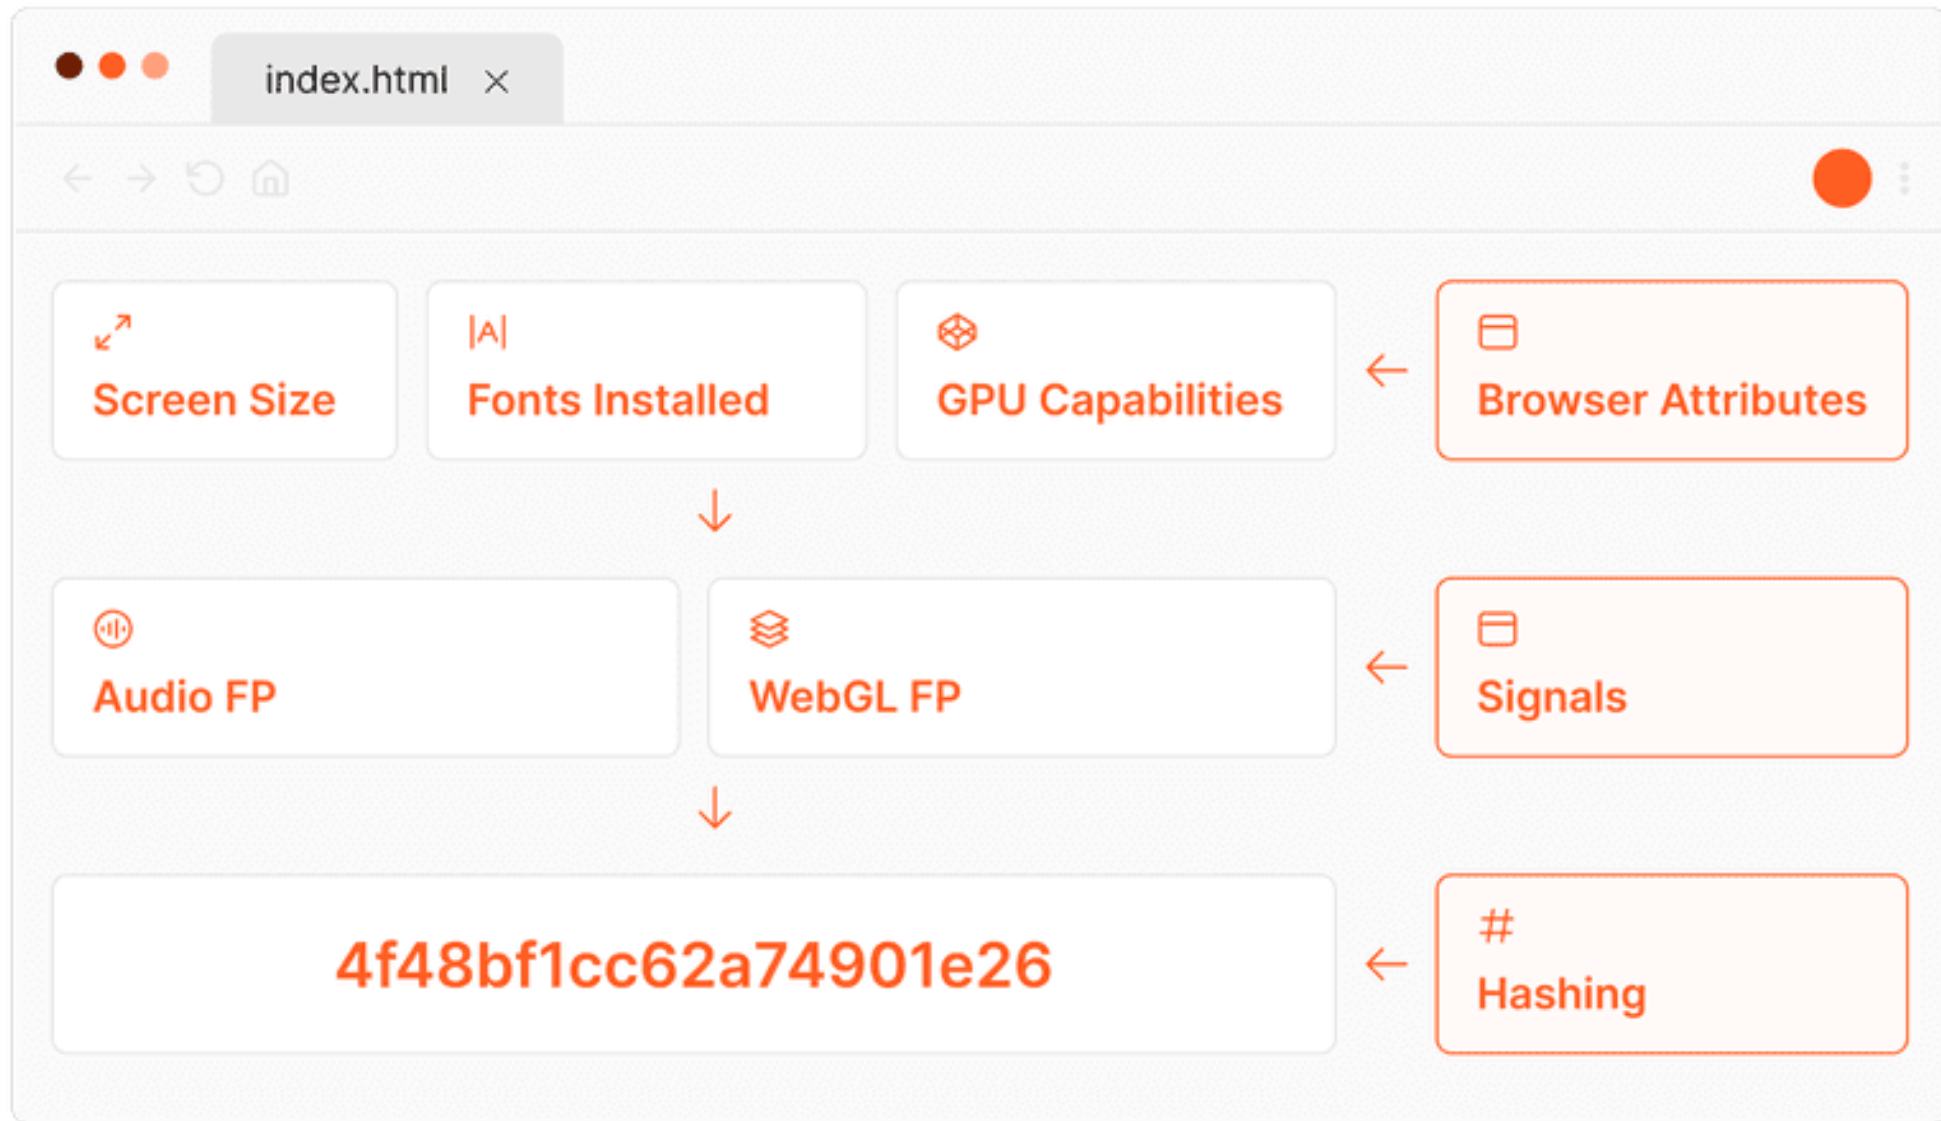 index.html
Screen Size
Fonts Installed
GPU Capabilities
Browser Attributes
Audio FP
WebGL FP
Signals
4f48bf1cc62a74901e26
Hashing